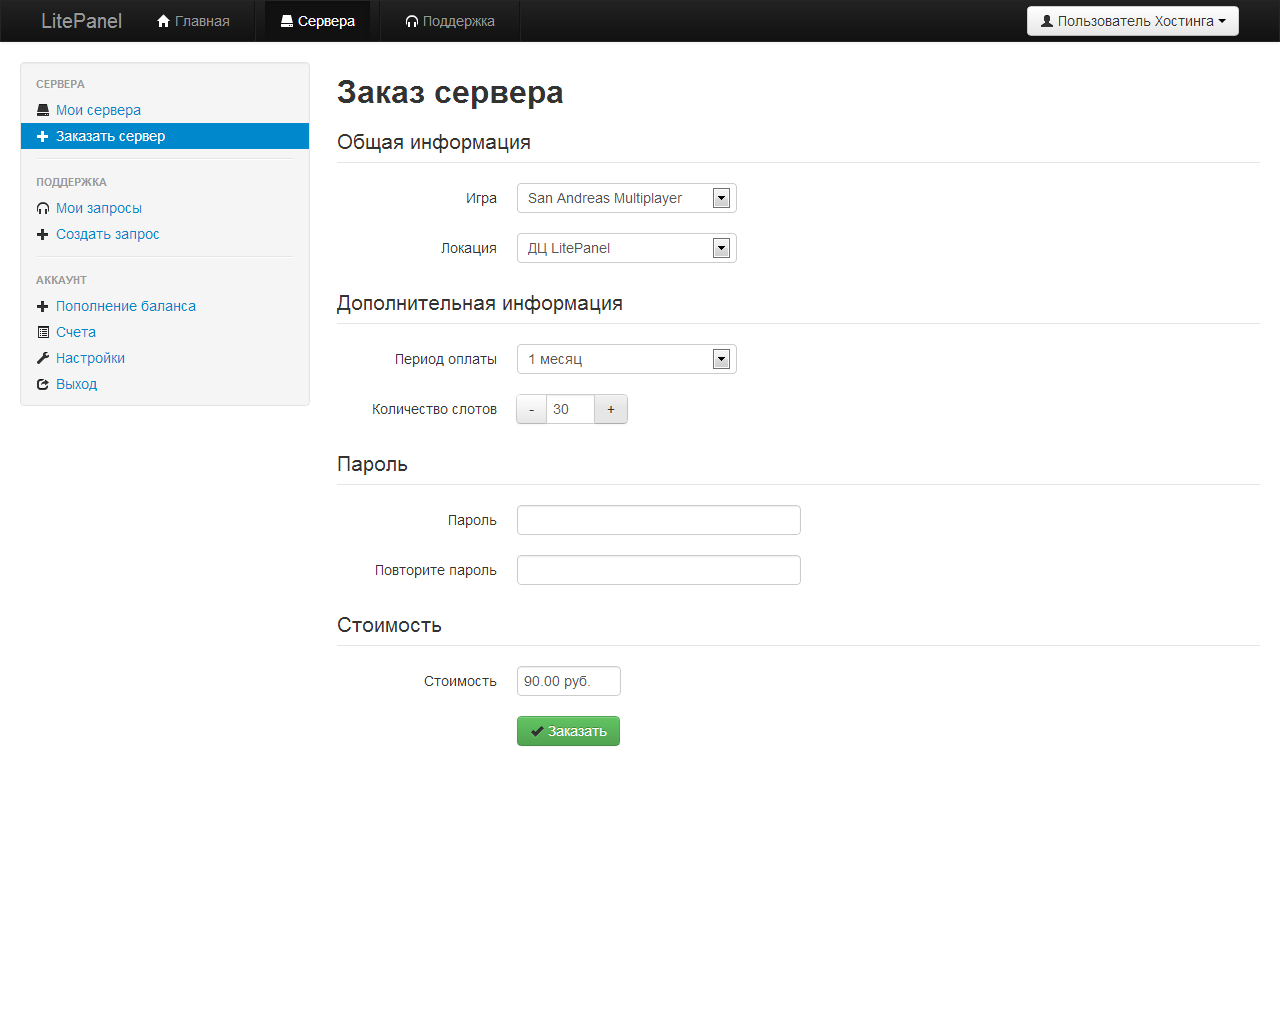 LitePanel Главная Сервера Поддержка Пользователь Хостинга
СЕРВЕРА
Мои сервера
Заказать сервер
ПОДДЕРЖКА
Мои запросы
Создать запрос
АККАУНТ
Пополнение баланса
Счета
Настройки
Выход
Заказ сервера
Общая информация
Игра San Andreas Multiplayer
Локация ДЦ LitePanel
Дополнительная информация
Период оплаты 1 месяц
Количество слотов - 30 +
Пароль
Пароль
Повторите пароль
Стоимость
Стоимость 90.00 руб.
Заказать